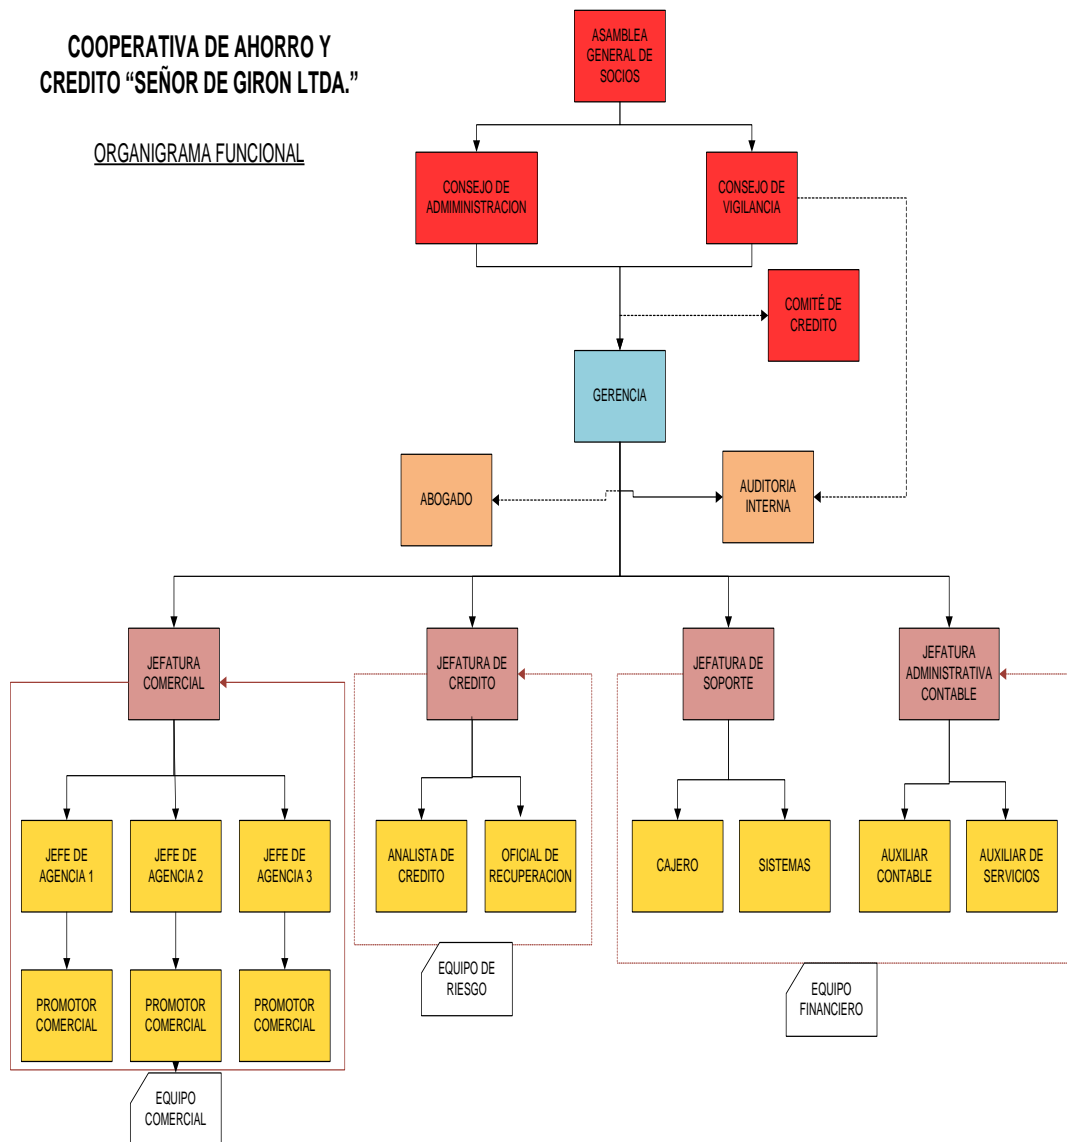 COOPERATIVA DE AHORRO Y
CREDITO “SEÑOR DE GIRON LTDA.”
ORGANIGRAMA FUNCIONAL
ASAMBLEA
GENERAL DE
SOCIOS
CONSEJO DE
ADMIMINISTRACION
CONSEJO DE
VIGILANCIA
COMITÉ DE
CREDITO
GERENCIA
ABOGADO
AUDITORIA
INTERNA
JEFATURA
COMERCIAL
JEFATURA DE
CREDITO
JEFATURA DE
SOPORTE
JEFATURA
ADMINISTRATIVA
CONTABLE
JEFE DE
AGENCIA 1
JEFE DE
AGENCIA 2
JEFE DE
AGENCIA 3
ANALISTA DE
CREDITO
OFICIAL DE
RECUPERACION
CAJERO
SISTEMAS
AUXILIAR
CONTABLE
AUXILIAR DE
SERVICIOS
PROMOTOR
COMERCIAL
PROMOTOR
COMERCIAL
PROMOTOR
COMERCIAL
EQUIPO DE
RIESGO
EQUIPO
FINANCIERO
EQUIPO
COMERCIAL